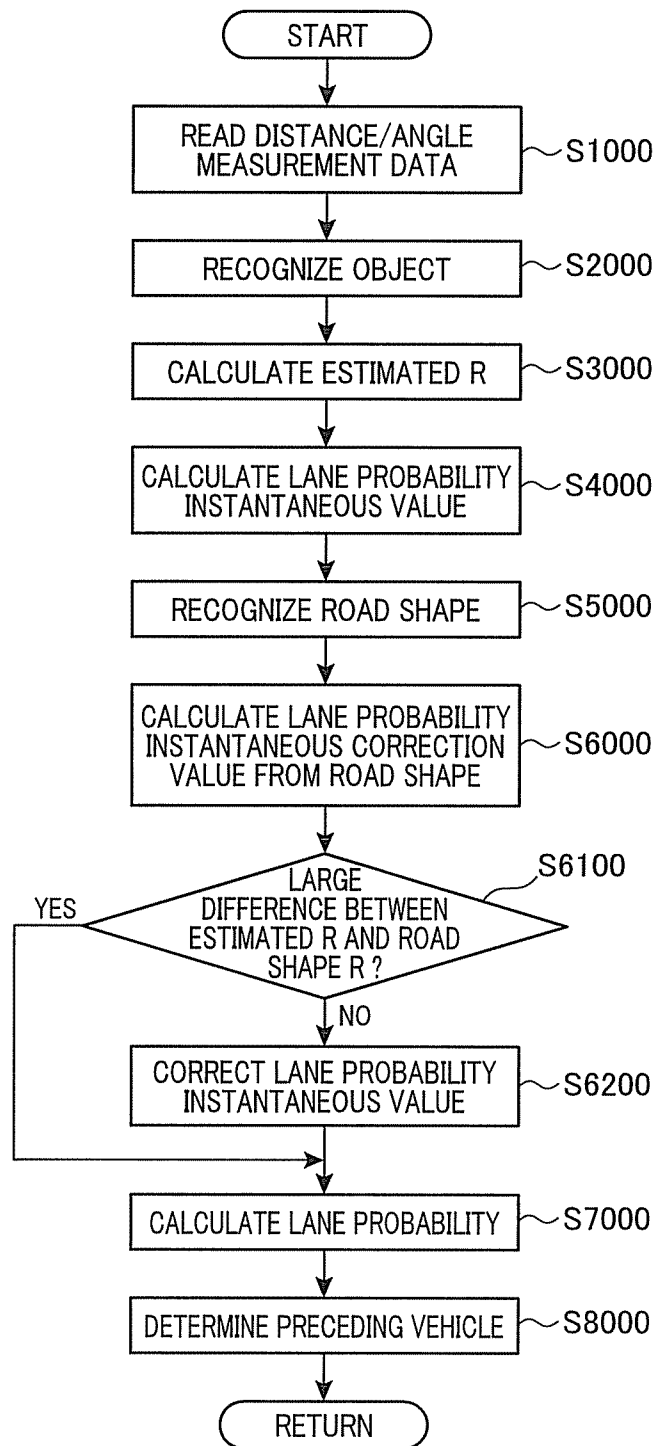 START
READ DISTANCE/ANGLE
MEASUREMENT DATA
S1000
RECOGNIZE OBJECT
S2000
CALCULATE ESTIMATED R
S3000
CALCULATE LANE PROBABILITY
INSTANTANEOUS VALUE
S4000
RECOGNIZE ROAD SHAPE
S5000
CALCULATE LANE PROBABILITY
INSTANTANEOUS CORRECTION
VALUE FROM ROAD SHAPE
S6000
LARGE
DIFFERENCE BETWEEN
ESTIMATED R AND ROAD
SHAPE R ?
S6100
YES
NO
CORRECT LANE PROBABILITY
INSTANTANEOUS VALUE
S6200
CALCULATE LANE PROBABILITY
S7000
DETERMINE PRECEDING VEHICLE
S8000
RETURN